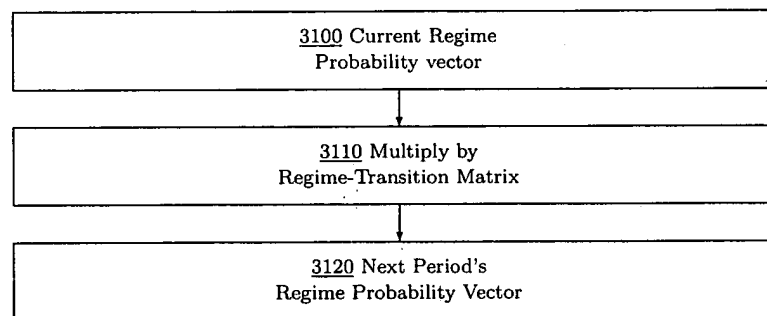 3100 Current Regime
Probability vector
3110 Multiply by
Regime-Transition Matrix
3120 Next Period's
Regime Probability Vector